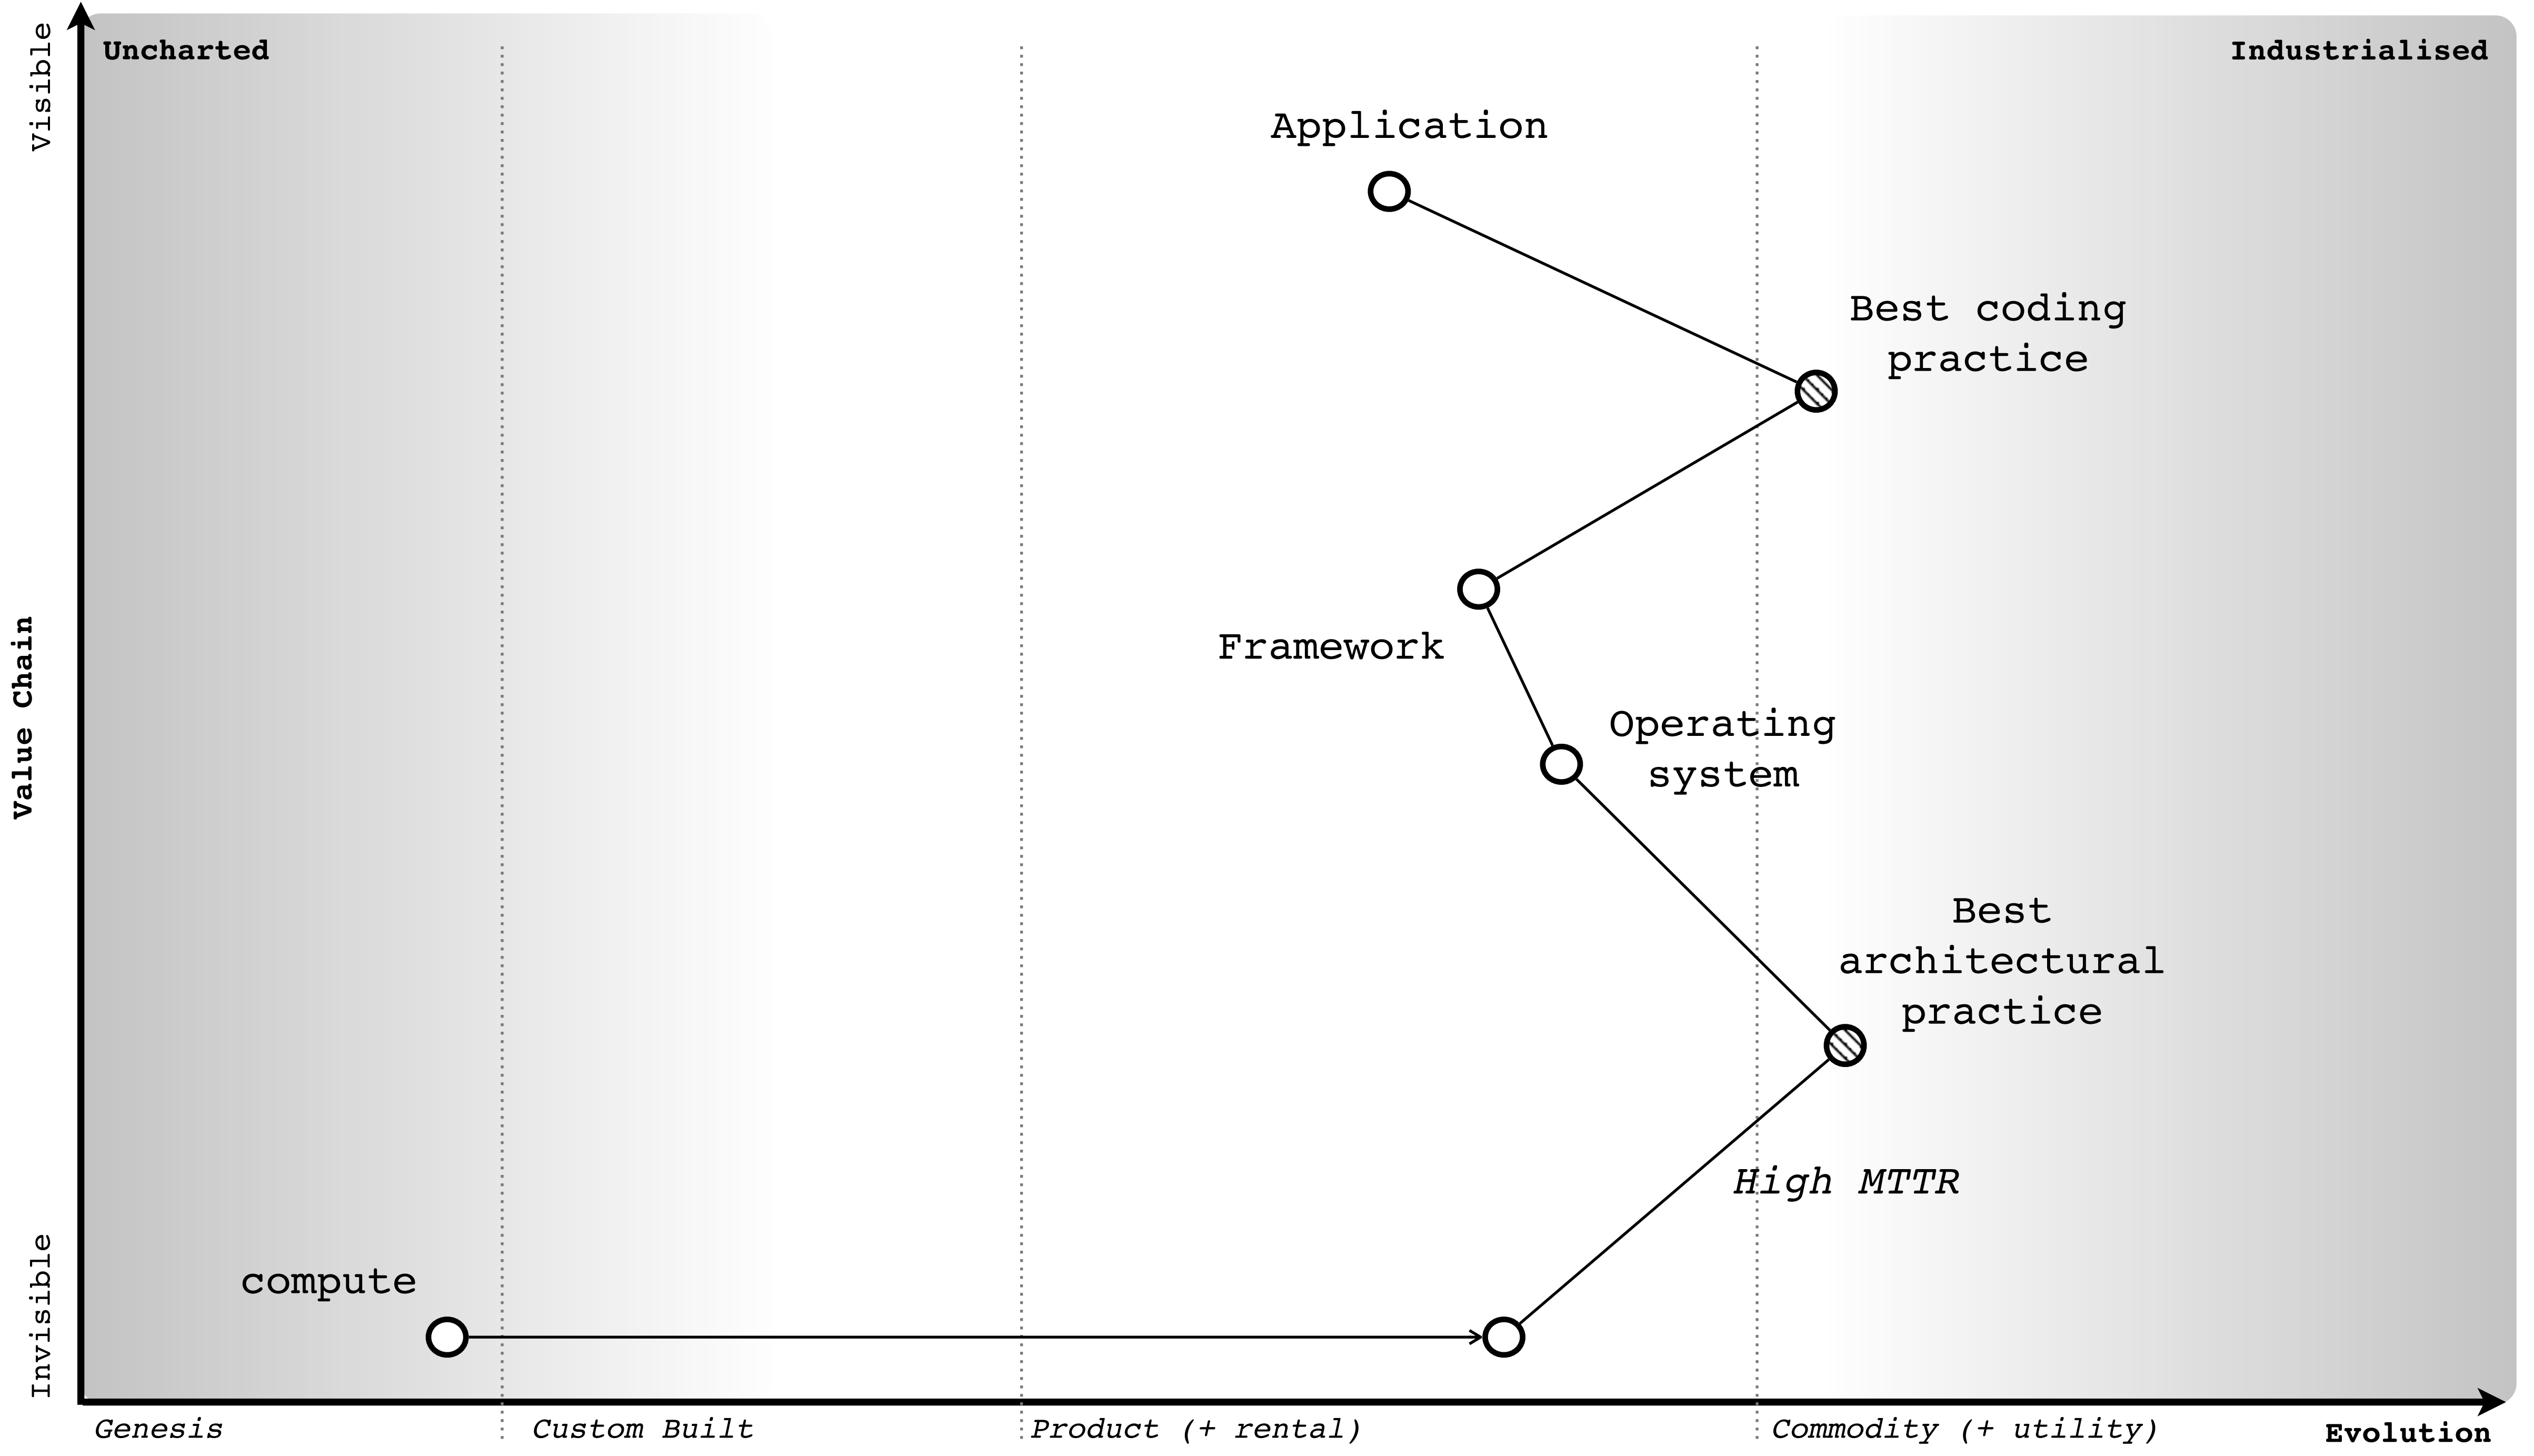 Visible
Uncharted
Industrialised
Application
Best coding
practice
Value Chain
Framework
Operating
system
Best
architectural
practice
High MTTR
Invisible
compute
Genesis
Custom Built
Product (+ rental)
Commodity (+ utility)
Evolution